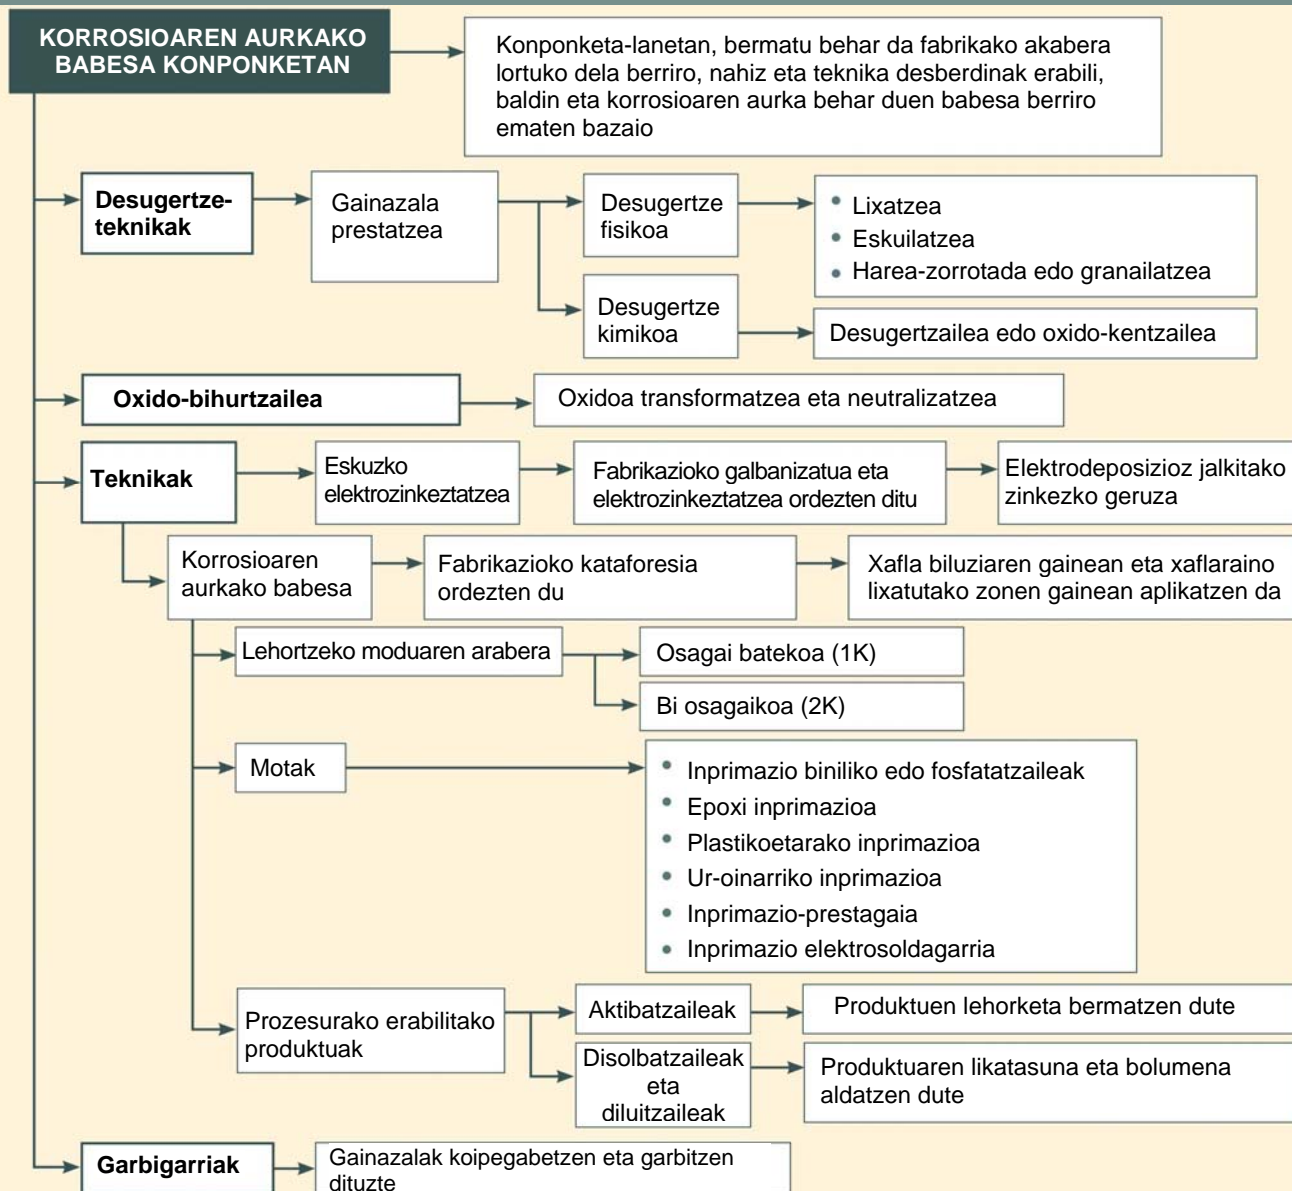 KORROSIOAREN AURKAKO
BABESA KONPONKETAN
Konponketa-lanetan, bermatu behar da fabrikako akabera
lortuko dela berriro, nahiz eta teknika desberdinak erabili,
baldin eta korrosioaren aurka behar duen babesa berriro
ematen bazaio
Desugertze-
teknikak
Gainazala
prestatzea
Desugertze
fisikoa
• Lixatzea
• Eskuilatzea
• Harea-zorrotada edo granailatzea
Desugertze
kimikoa
Desugertzailea edo oxido-kentzailea
Oxido-bihurtzailea
Oxidoa transformatzea eta neutralizatzea
Teknikak
Eskuzko
elektrozinkeztatzea
Fabrikazioko galbanizatua eta
elektrozinkeztatzea ordezten ditu
Elektrodeposizioz jalkitako
zinkezko geruza
Korrosioaren
aurkako babesa
Fabrikazioko kataforesia
ordezten du
Xafla biluziaren gainean eta xaflaraino
lixatutako zonen gainean aplikatzen da
Lehortzeko moduaren arabera
Osagai batekoa (1K)
Bi osagaikoa (2K)
Motak
• Inprimazio biniliko edo fosfatatzaileak
• Epoxi inprimazioa
• Plastikoetarako inprimazioa
• Ur-oinarriko inprimazioa
• Inprimazio-prestagaia
• Inprimazio elektrosoldagarria
Prozesurako erabilitako
produktuak
Aktibatzaileak
Produktuen lehorketa bermatzen dute
Disolbatzaileak
eta
diluitzaileak
Produktuaren likatasuna eta bolumena
aldatzen dute
Garbigarriak
Gainazalak koipegabetzen eta garbitzen
dituzte